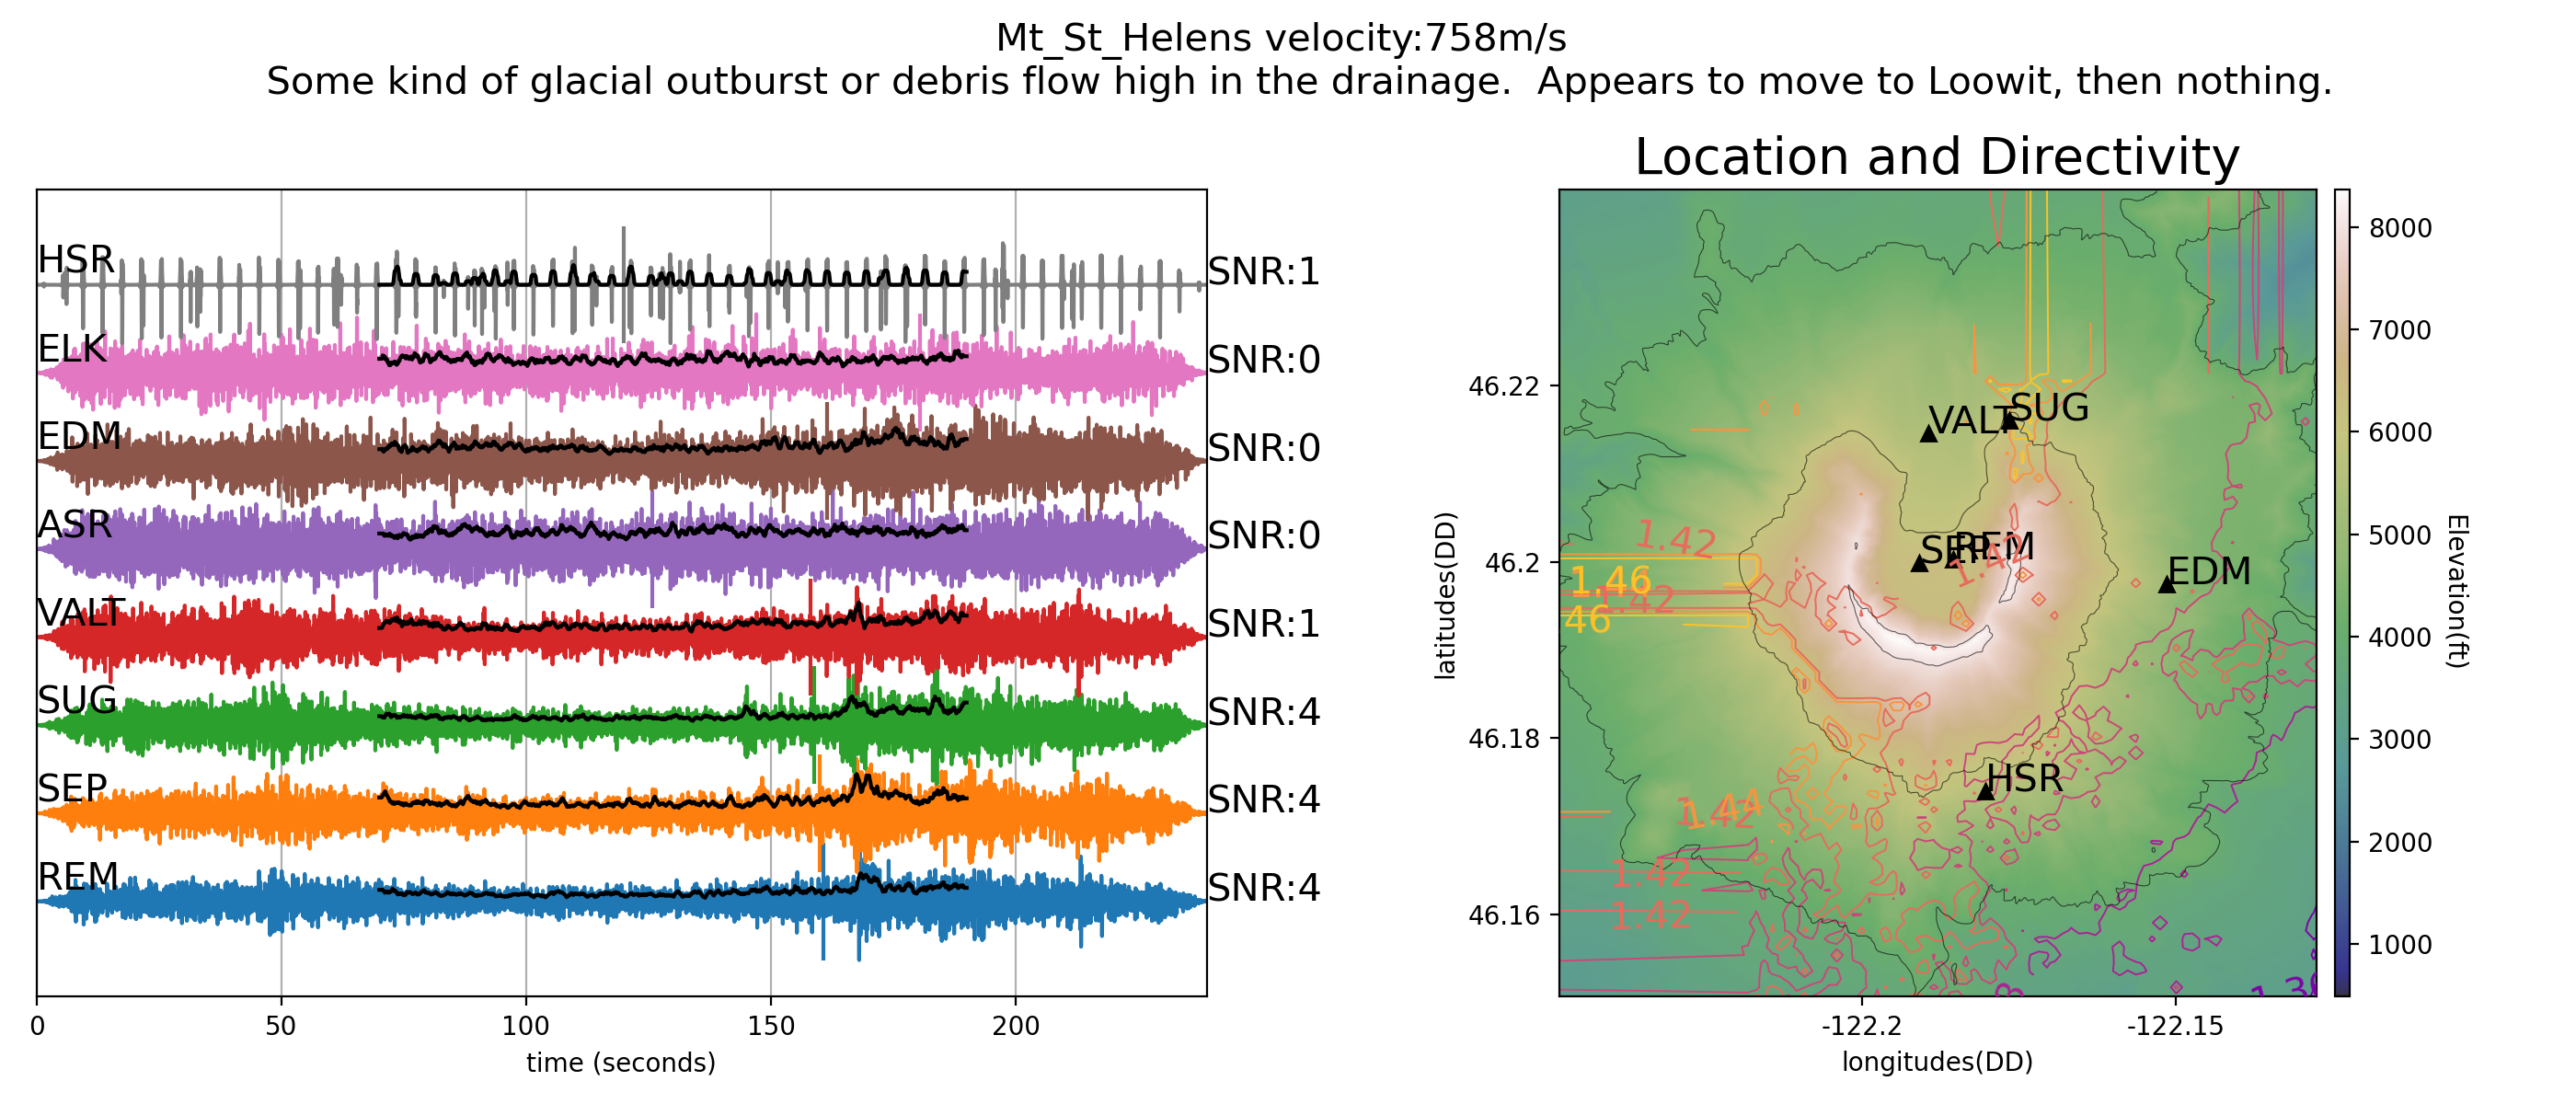 Mt_St_Helens velocity:758m/s
Some kind of glacial outburst or debris flow high in the drainage.  Appears to move to Loowit, then nothing.
HSR
SNR:1
ELK
SNR:0
EDM
SNR:0
ASR
SNR:0
VALT
SNR:1
SUG
SNR:4
SEP
SNR:4
REM
SNR:4
0
50
100
150
200
time (seconds)
Location and Directivity
VALT
SUG
SEP
REM
EDM
HSR
1.42
1.42
1.46
1.42
46
1.42
1.44
1.42
1.42
46.22
46.2
46.18
46.16
latitudes(DD)
-122.2
-122.15
longitudes(DD)
8000
7000
6000
5000
4000
3000
2000
1000
Elevation(ft)